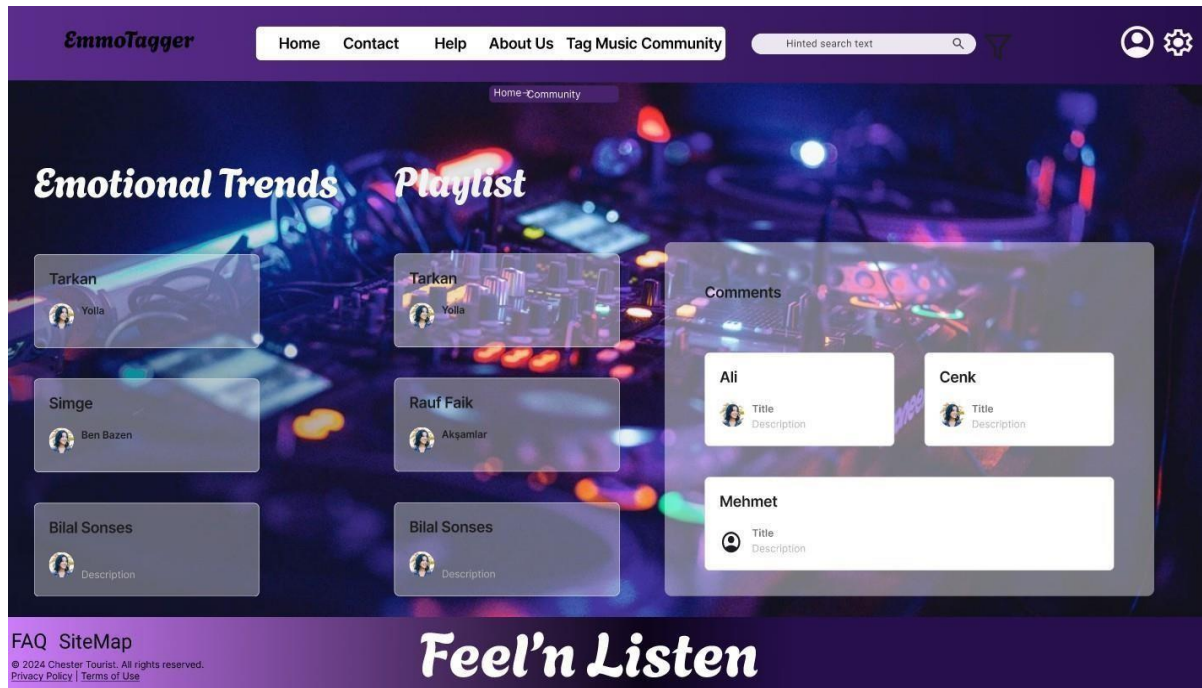 EmmoTagger
Home Contact Help About Us Tag Music Community
Hinted search text
Home→Community
Emotional Trends
Playlist
Tarkan
Yolla
Simge
Ben Bazen
Bilal Sonses
Description
Tarkan
Yolla
Rauf Faik
Akşamlar
Bilal Sonses
Description
Comments
Ali
Title
Description
Cenk
Title
Description
Mehmet
Title
Description
FAQ SiteMap
© 2024 Chester Tourist. All rights reserved.
Privacy Policy | Terms of Use
Feel'n Listen